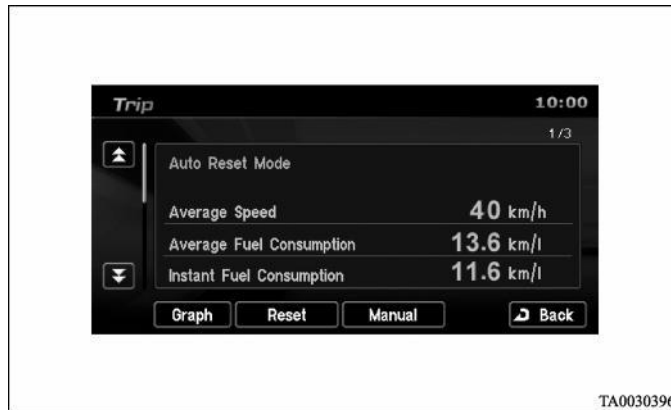 Trip 10:00
1/3
Auto Reset Mode
Average Speed 40 km/h
Average Fuel Consumption 13.6 km/l
Instant Fuel Consumption 11.6 km/l
Graph Reset Manual Back
TA0030396